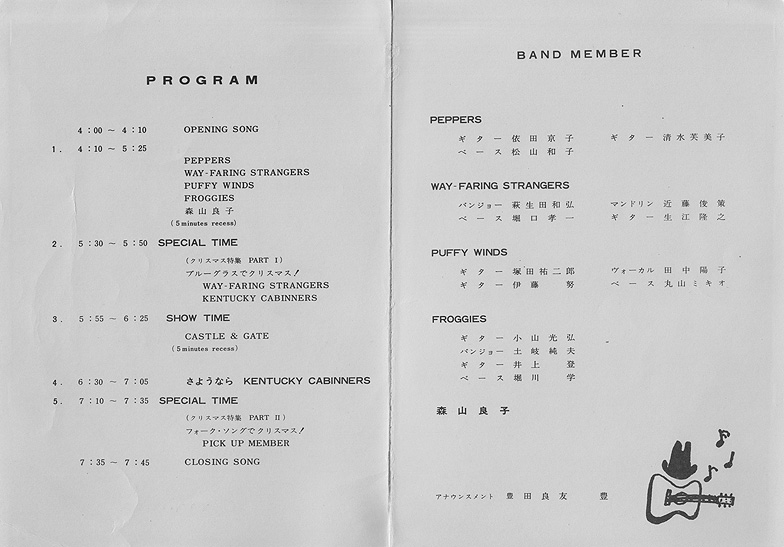 PROGRAM
4:00～4:10 OPENING SONG
1. 4:10～5:25
PEPPERS
WAY-FARING STRANGERS
PUFFY WINDS
FROGGIES
森山良子
(5minutes recess)
2. 5:30～5:50 SPECIAL TIME
(クリスマス特集 PART I)
ブルーグラスでクリスマス!
WAY-FARING STRANGERS
KENTUCKY CABINNERS
3. 5:55～6:25 SHOW TIME
CASTLE & GATE
(5minutes recess)
4. 6:30～7:05 さようなら KENTUCKY CABINNERS
5. 7:10～7:35 SPECIAL TIME
(クリスマス特集 PART II)
フォーク・ソングでクリスマス!
PICK UP MEMBER
7:35～7:45 CLOSING SONG
BAND MEMBER
PEPPERS
ギター 依田京子 ギター 清水芙美子
ベース 松山和子
WAY-FARING STRANGERS
バンジョー 萩生田和弘 マンドリン 近藤俊策
ベース 堀口孝一 ギター 生江隆之
PUFFY WINDS
ギター 塚田祐二郎 ヴォーカル 田中陽子
ギター 伊藤努 ベース 丸山ミキオ
FROGGIES
ギター 小山光弘
バンジョー 土岐純夫
ギター 井上登
ベース 堀川学
森山良子
アナウンスメント 豊田良友 豊